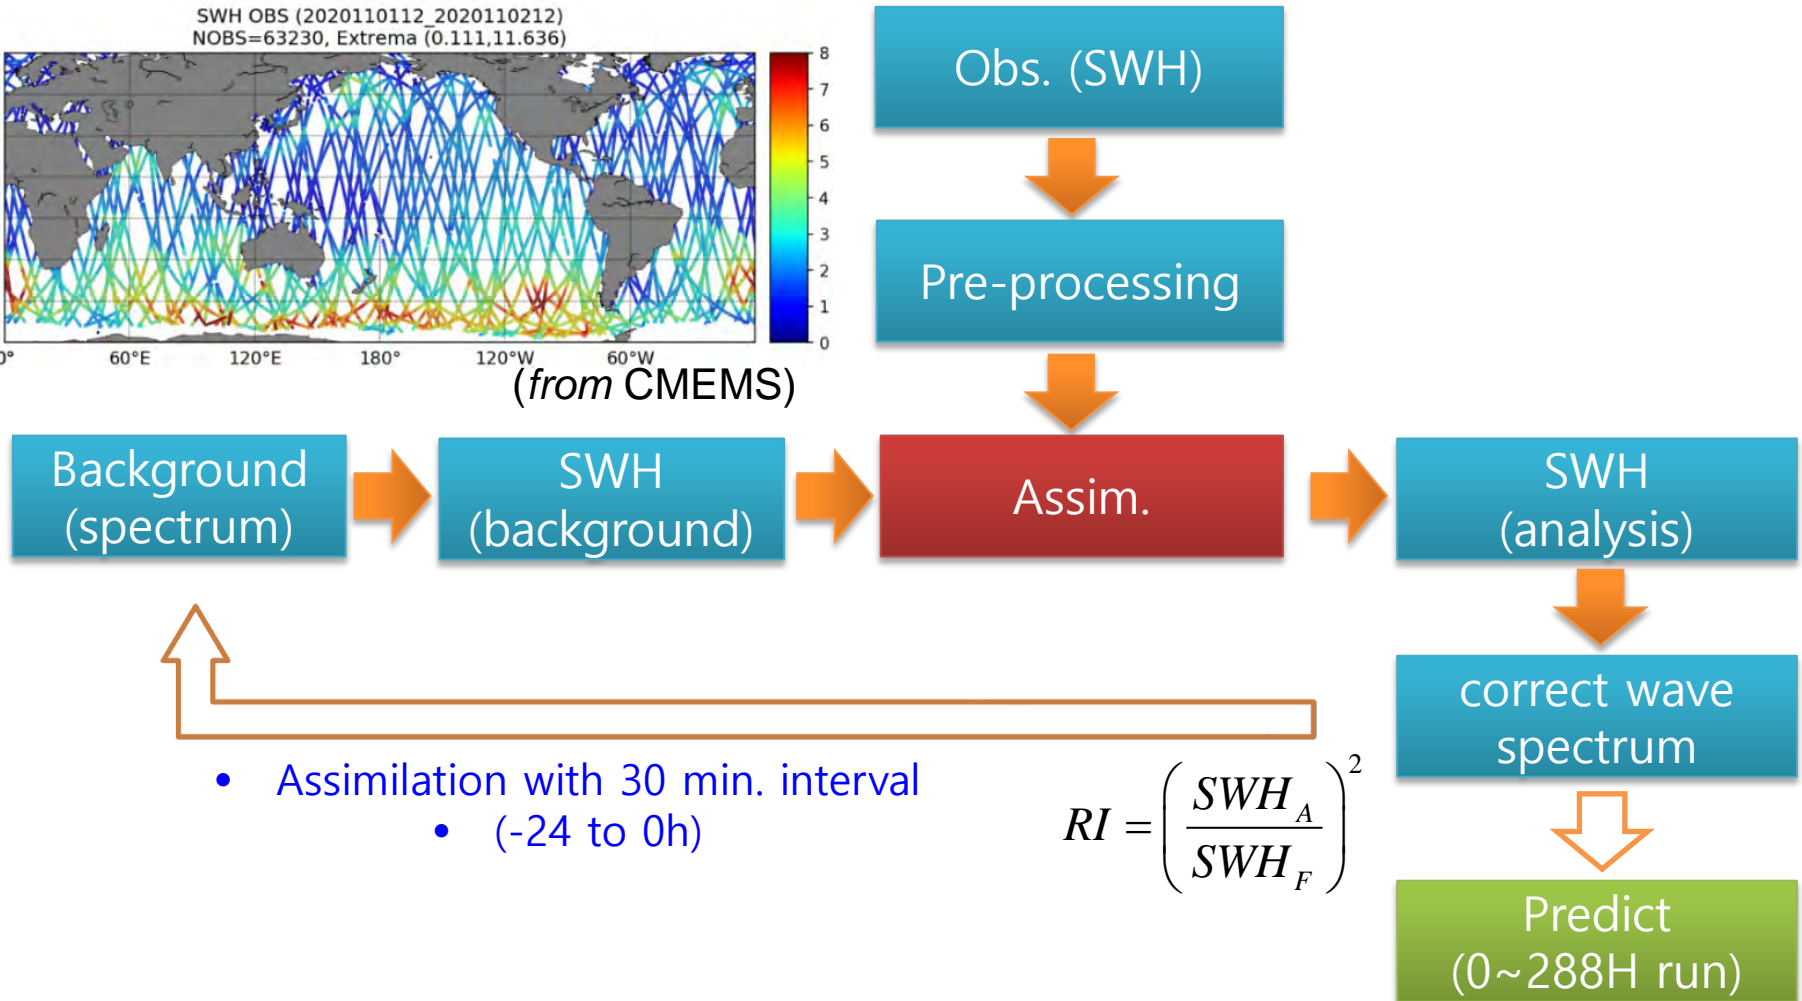 SWH OBS (2020110112_2020110212)
NOBS=63230, Extrema (0.111,11.636)
8
7
6
5
4
3
2
1
0
0°
60°E
120°E
180°
120°W
60°W
(from CMEMS)
Obs. (SWH)
Pre-processing
Background
(spectrum)
SWH
(background)
Assim.
SWH
(analysis)
correct wave
spectrum
• Assimilation with 30 min. interval
• (-24 to 0h)
RI = (SWH_A / SWH_F)^2
Predict
(0~288H run)